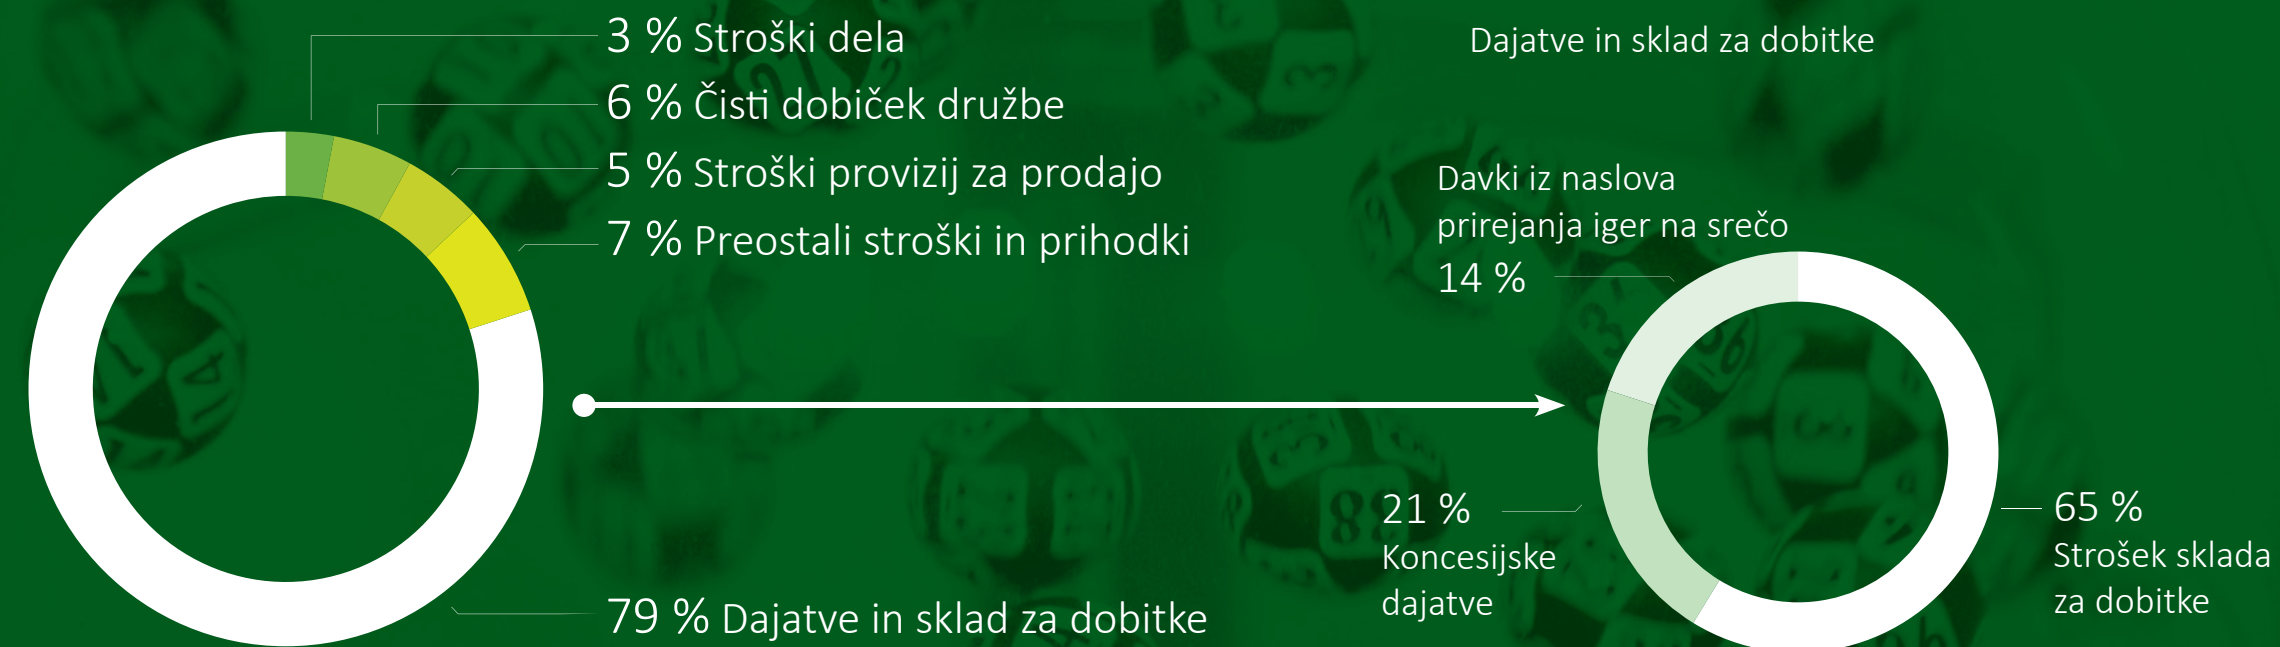 3 % Stroški dela
6 % Čisti dobiček družbe
5 % Stroški provizij za prodajo
7 % Preostali stroški in prihodki
79 % Dajatve in sklad za dobitke
Dajatve in sklad za dobitke
Davki iz naslova
prirejanja iger na srečo
14 %
21 %
Koncesijske
dajatve
65 %
Strošek sklada
za dobitke